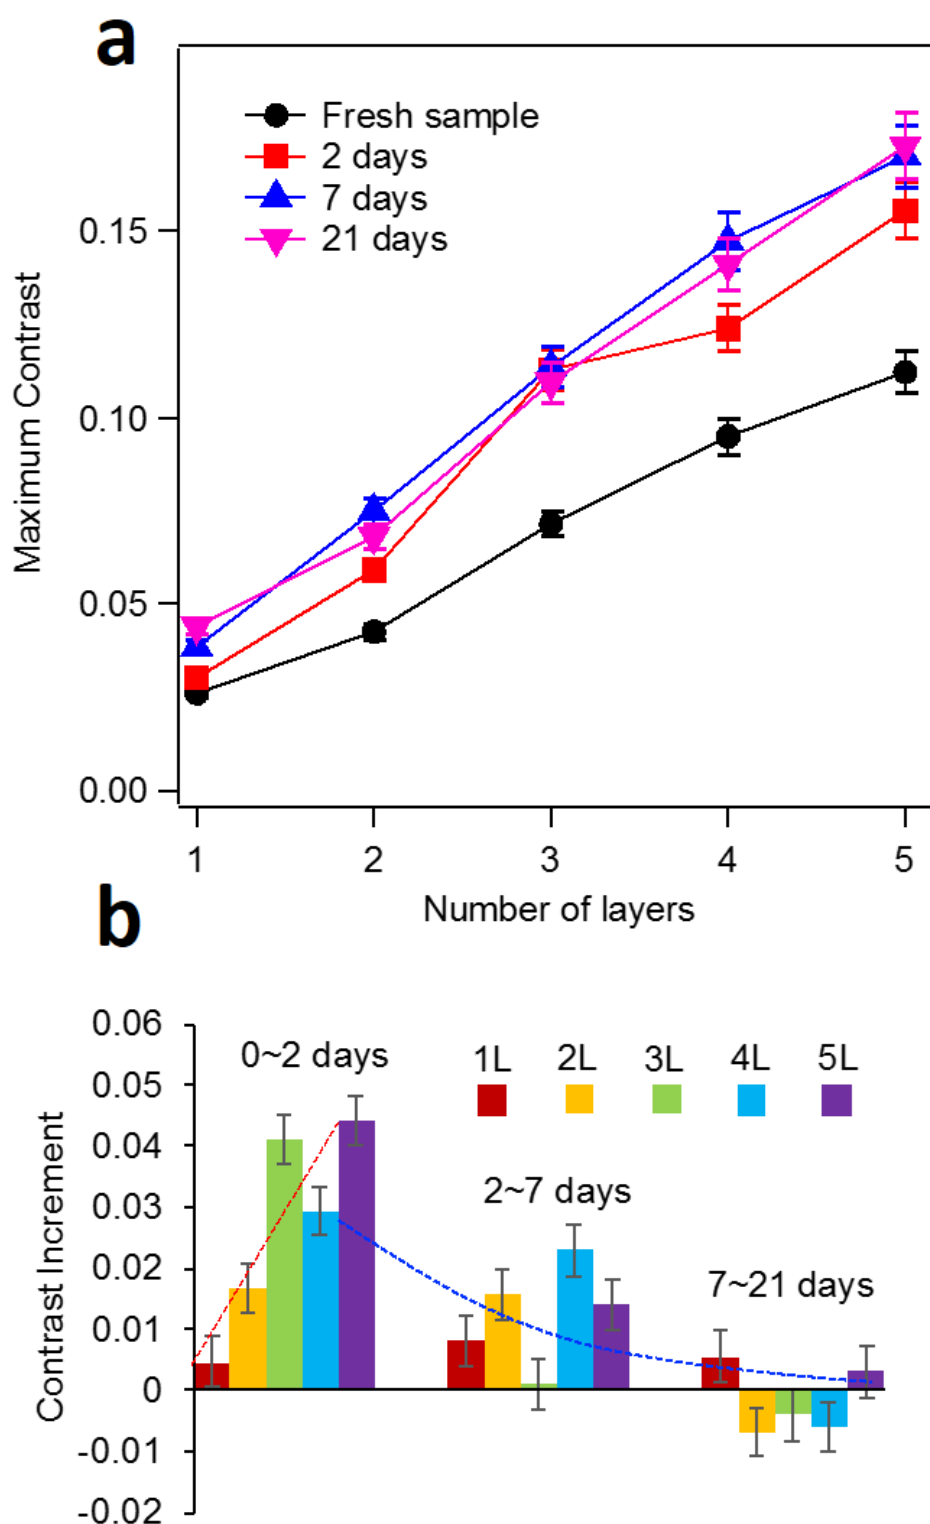 a
Fresh sample
2 days
7 days
21 days
0.15
0.10
0.05
0.00
Maximum Contrast
1 2 3 4 5
Number of layers
b
0.06
0.05
0.04
0.03
0.02
0.01
0
-0.01
-0.02
Contrast Increment
0~2 days
1L 2L 3L 4L 5L
2~7 days
7~21 days